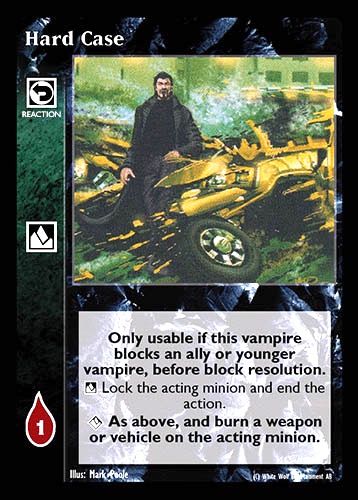 Hard Case
REACTION
Only usable if this vampire
blocks an ally or younger
vampire, before block resolution.
Lock the acting minion and end the
action.
As above, and burn a weapon
or vehicle on the acting minion.
1
Illus: Mark Poole
(C) White Wolf Entertainment AB